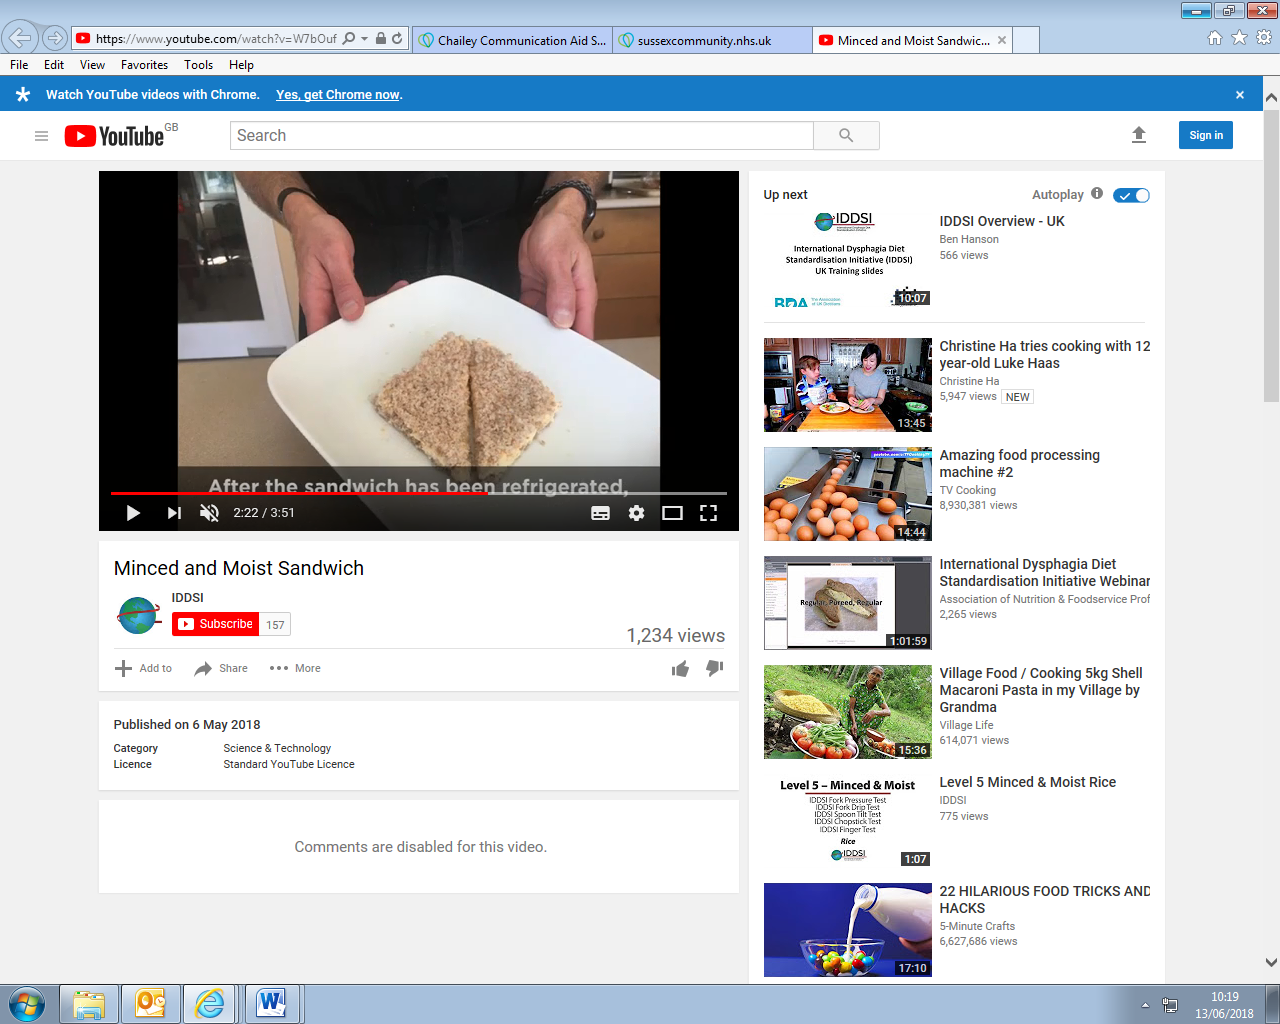 https://www.youtube.com/watch?v=W7bOuf
Chailey Communication Aid S...
sussexcommunity.nhs.uk
Minced and Moist Sandwic...
File Edit View Favorites Tools Help
Watch YouTube videos with Chrome. Yes, get Chrome now.
YouTube GB
Search
Sign in
After the sandwich has been refrigerated,
2:22 / 3:51
Minced and Moist Sandwich
IDDSI
Subscribe 157
1,234 views
Add to Share More
Published on 6 May 2018
Category Science & Technology
Licence Standard YouTube Licence
Comments are disabled for this video.
Up next Autoplay
IDDSI
International Dysphagia Diet
Standardisation Initiative (IDDSI)
UK Training slides
BDA The Association
of UK Dietitians
10:07
IDDSI Overview - UK
Ben Hanson
566 views
13:45
Christine Ha tries cooking with 12
year-old Luke Haas
Christine Ha
5,947 views NEW
14:44
Amazing food processing
machine #2
TV Cooking
8,930,381 views
Regular, Pureed, Regular
1:01:59
International Dysphagia Diet
Standardisation Initiative Webinar
Association of Nutrition & Foodservice Prof
2,265 views
15:36
Village Food / Cooking 5kg Shell
Macaroni Pasta in my Village by
Grandma
Village Life
614,071 views
Level 5 – Minced & Moist
IDDSI Fork Pressure Test
IDDSI Fork Drip Test
IDDSI Spoon Tilt Test
IDDSI Chopstick Test
IDDSI Finger Test
Rice
IDDSI
1:07
Level 5 Minced & Moist Rice
IDDSI
775 views
17:10
22 HILARIOUS FOOD TRICKS AND
HACKS
5-Minute Crafts
6,627,686 views
10:19
13/06/2018